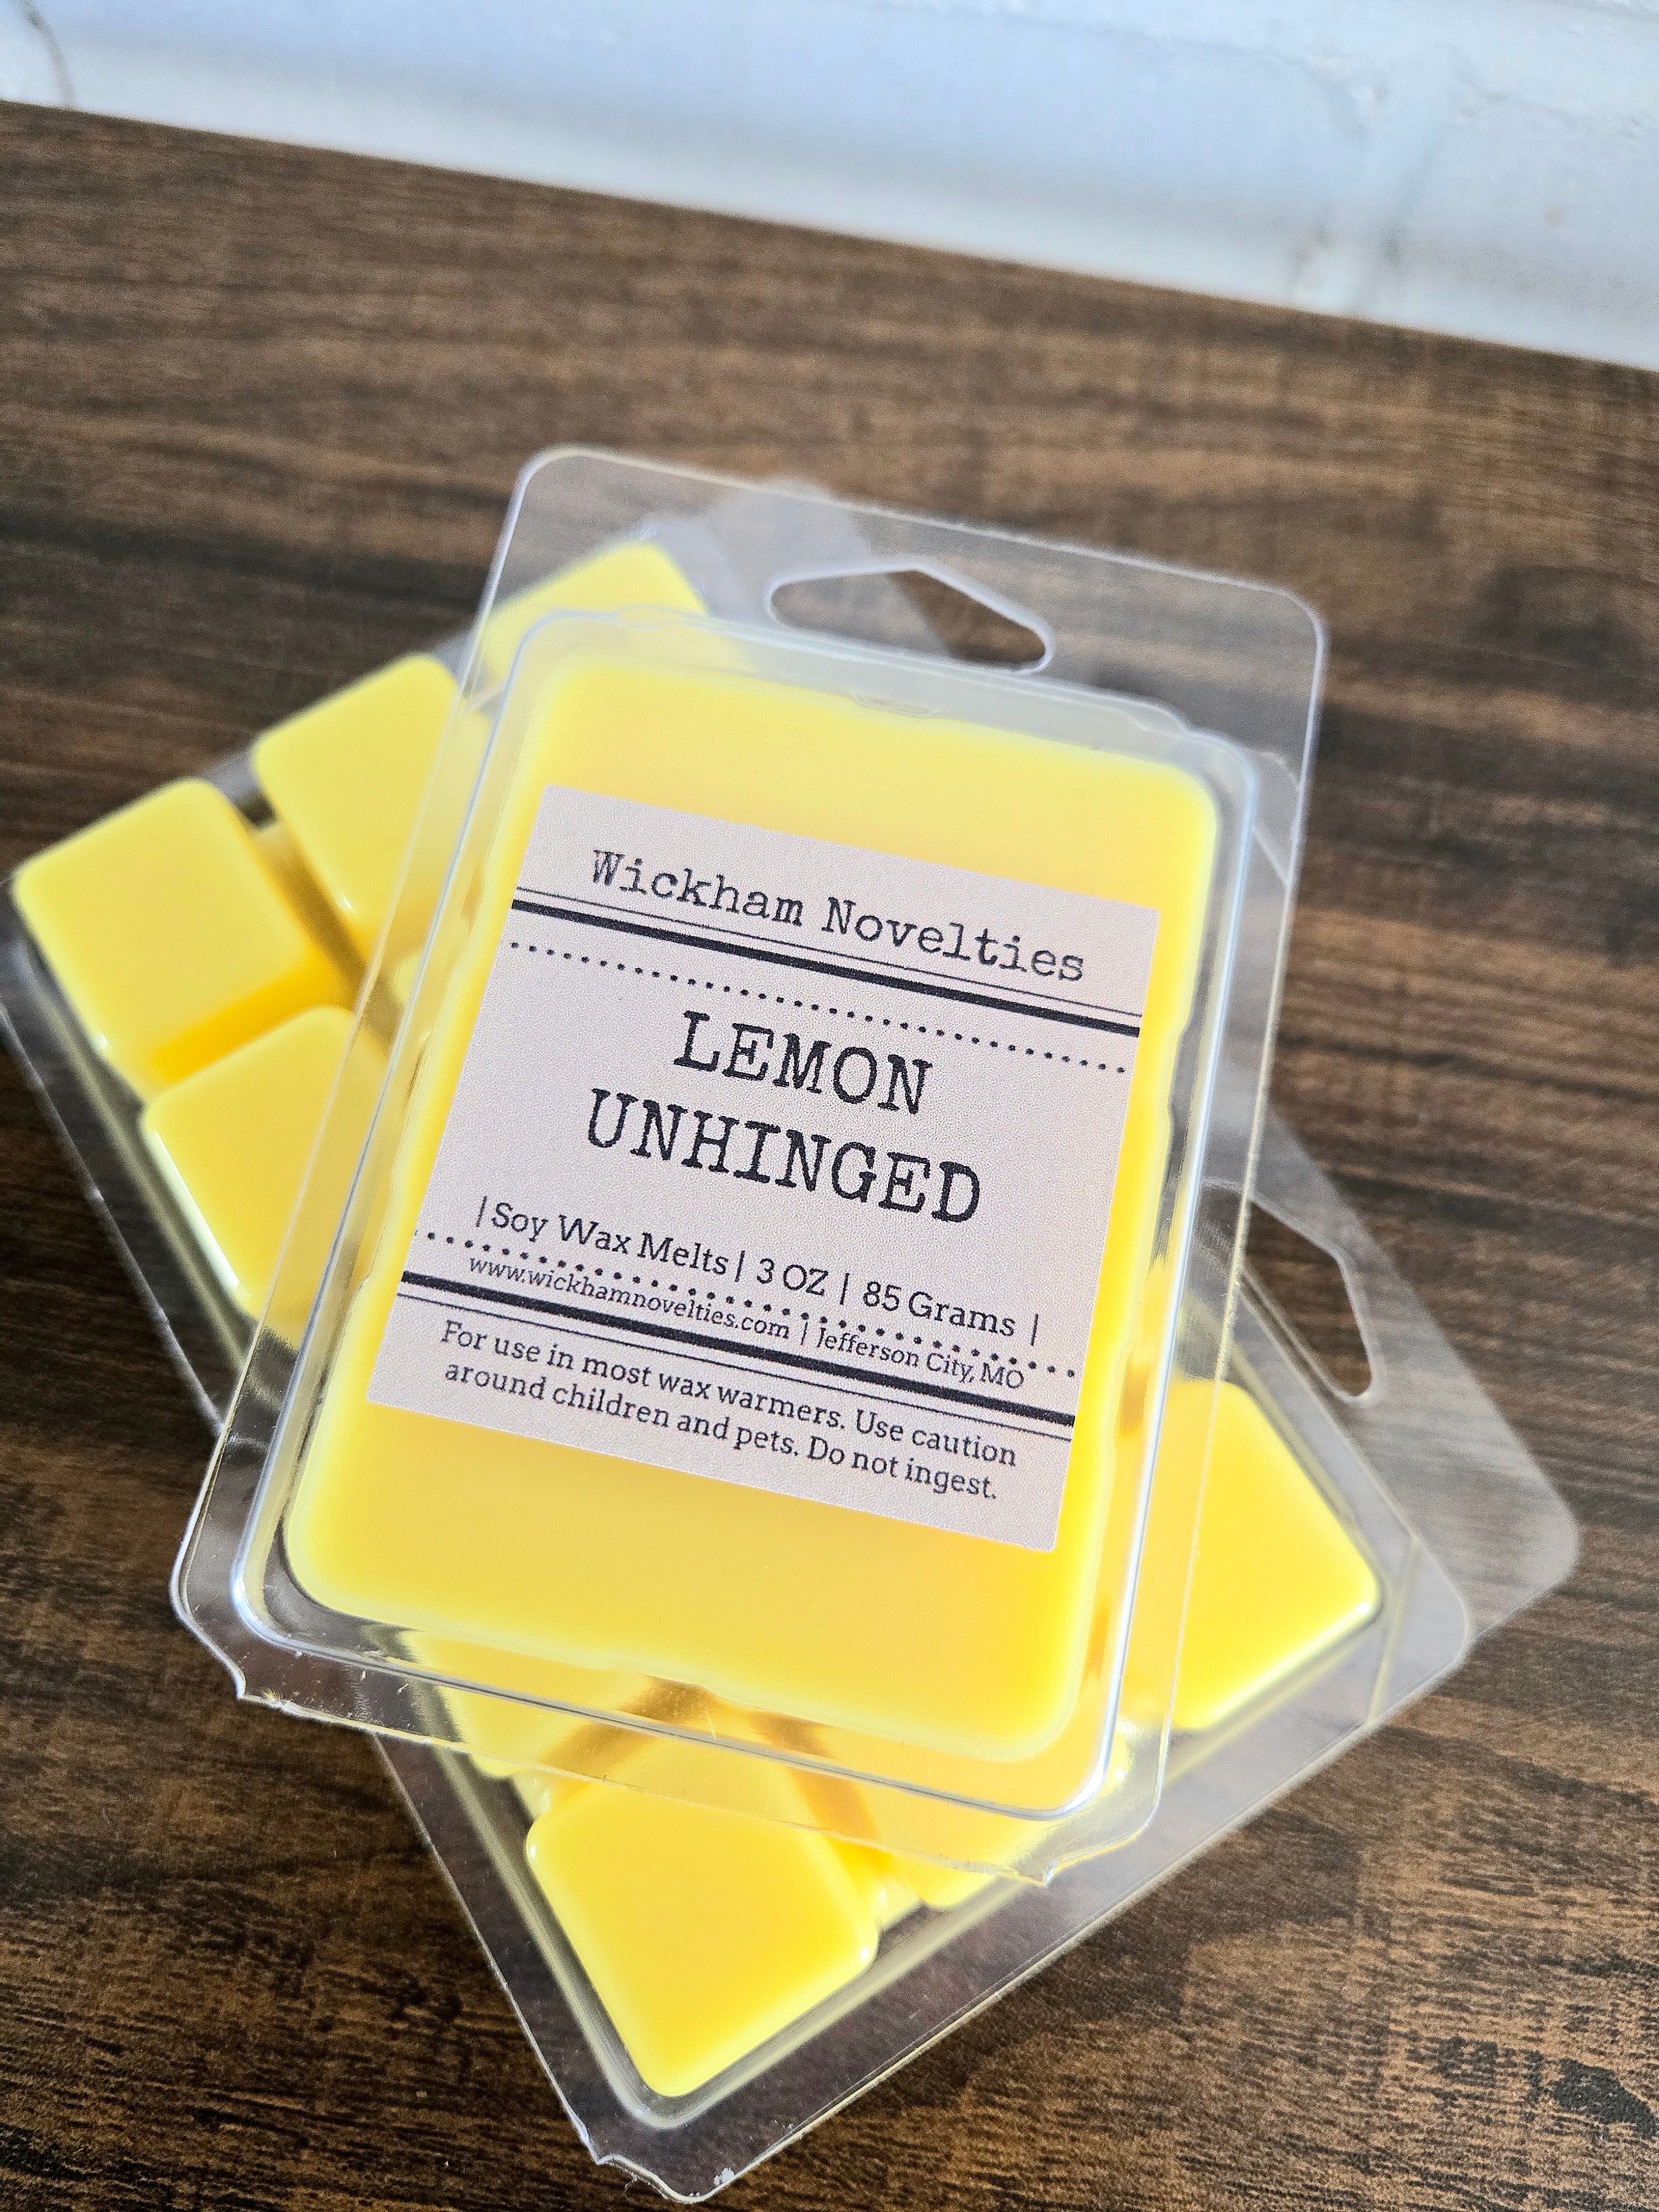 Wickham Novelties
LEMON
UNHINGED
|Soy Wax Melts| 3 OZ | 85 Grams |
www.wickhamnovelties.com | Jefferson City, MO
For use in most wax warmers. Use caution
around children and pets. Do not ingest.